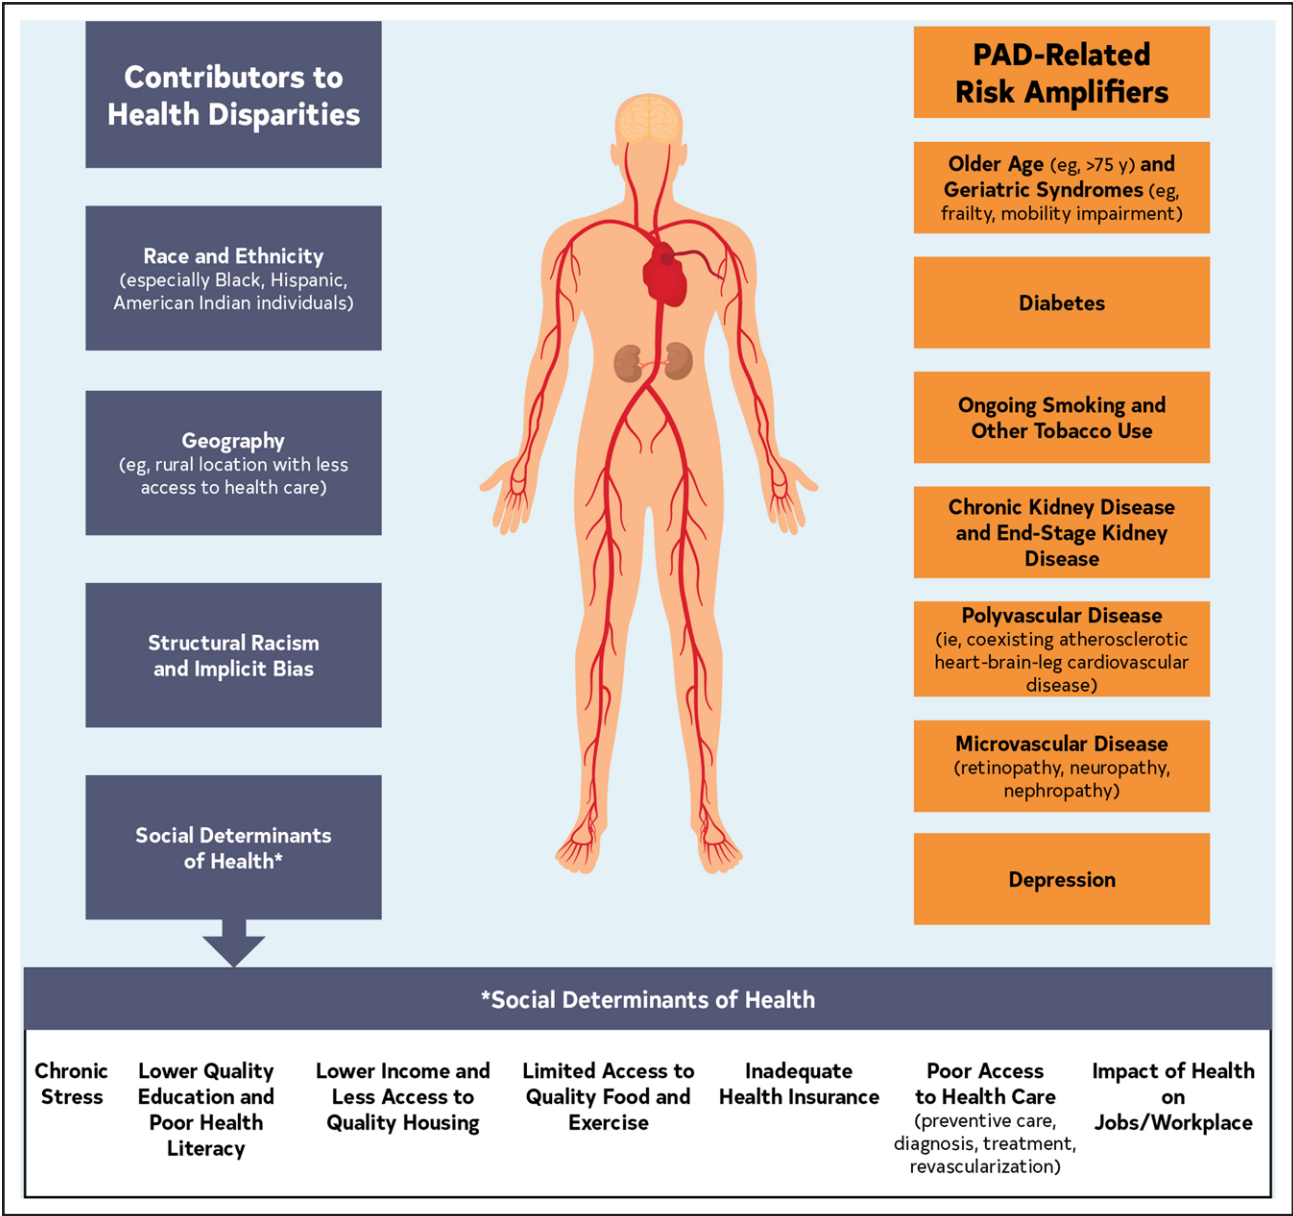 Contributors to
Health Disparities
Race and Ethnicity
(especially Black, Hispanic,
American Indian individuals)
Geography
(eg, rural location with less
access to health care)
Structural Racism
and Implicit Bias
Social Determinants
of Health*
PAD-Related
Risk Amplifiers
Older Age (eg, >75 y) and
Geriatric Syndromes (eg,
frailty, mobility impairment)
Diabetes
Ongoing Smoking and
Other Tobacco Use
Chronic Kidney Disease
and End-Stage Kidney
Disease
Polyvascular Disease
(ie, coexisting atherosclerotic
heart-brain-leg cardiovascular
disease)
Microvascular Disease
(retinopathy, neuropathy,
nephropathy)
Depression
*Social Determinants of Health
Chronic
Stress
Lower Quality
Education and
Poor Health
Literacy
Lower Income and
Less Access to
Quality Housing
Limited Access to
Quality Food and
Exercise
Inadequate
Health Insurance
Poor Access
to Health Care
(preventive care,
diagnosis, treatment,
revascularization)
Impact of Health
on
Jobs/Workplace